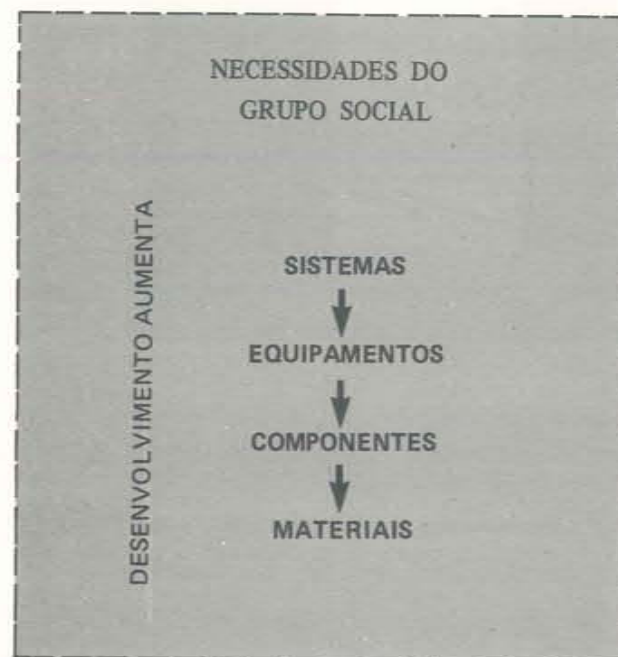 NECESSIDADES DO
GRUPO SOCIAL
DESENVOLVIMENTO AUMENTA
SISTEMAS
EQUIPAMENTOS
COMPONENTES
MATERIAIS